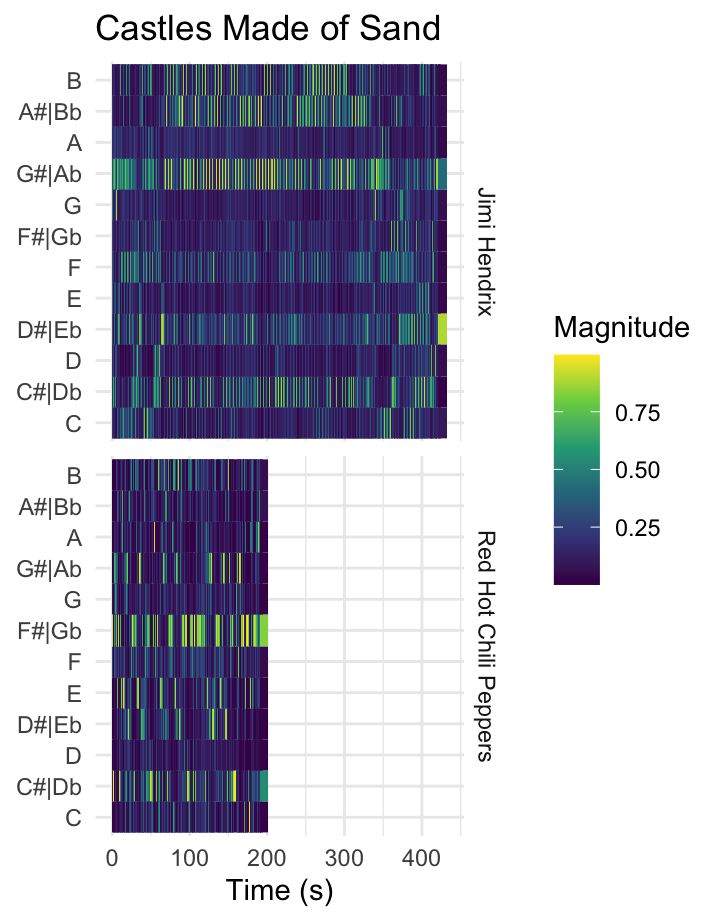 Castles Made of Sand
B
A#|Bb
A
G#|Ab
G
F#|Gb
F
E
D#|Eb
D
C#|Db
C
Jimi Hendrix
B
A#|Bb
A
G#|Ab
G
F#|Gb
F
E
D#|Eb
D
C#|Db
C
Red Hot Chili Peppers
0 100 200 300 400
Time (s)
Magnitude
0.75
0.50
0.25